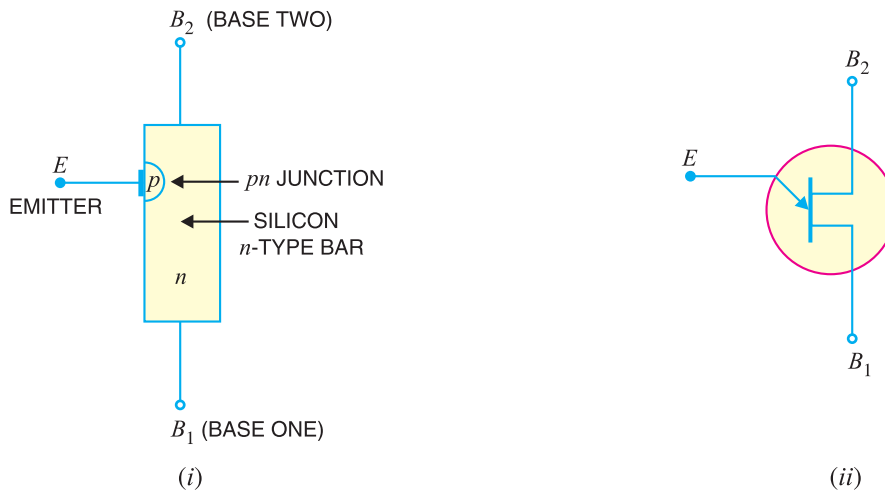 B2 (BASE TWO)
E
EMITTER
p
pn JUNCTION
SILICON
n-TYPE BAR
n
B1 (BASE ONE)
(i)
B2
E
B1
(ii)